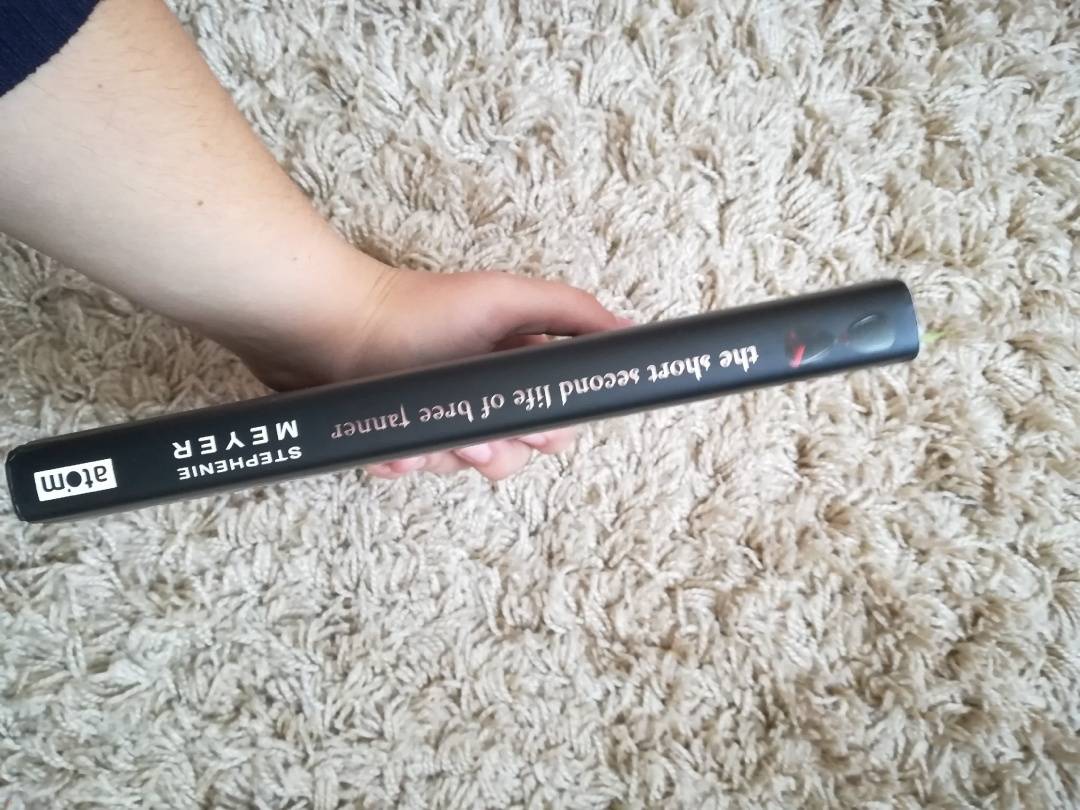 the short second life of bree tanner
STEPHENIE
MEYER
atom